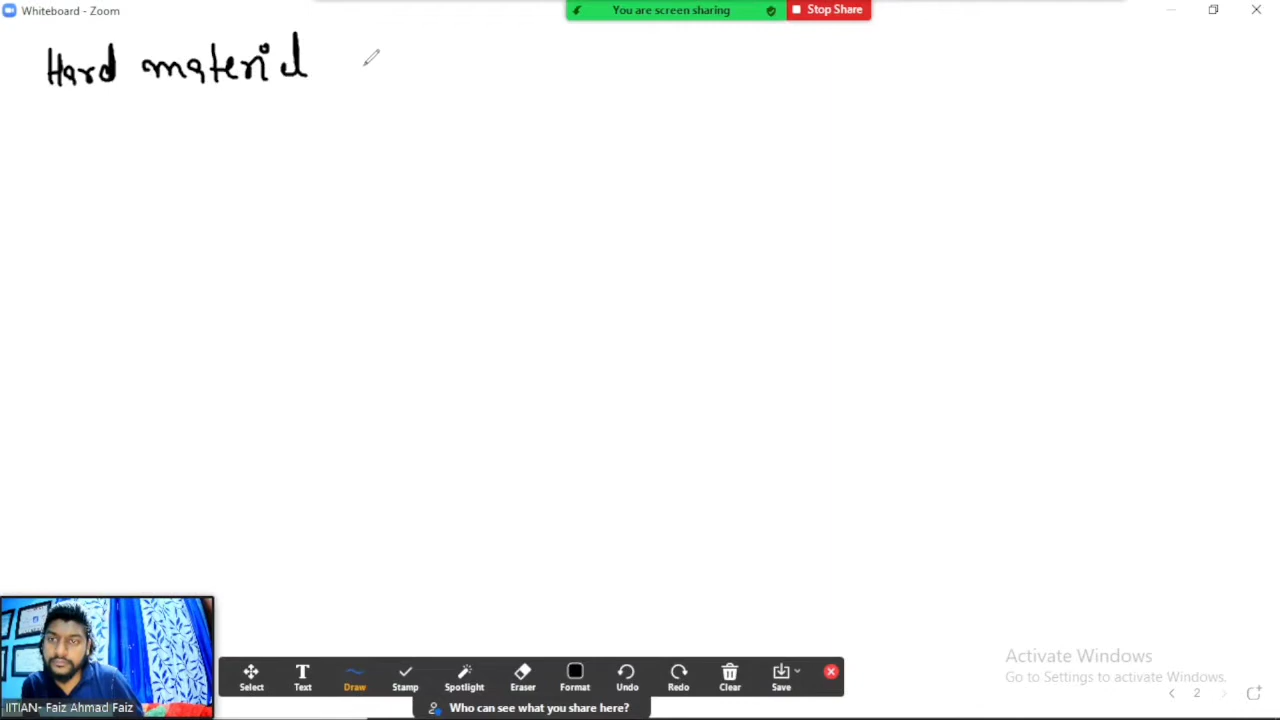 Whiteboard - Zoom
You are screen sharing
Stop Share
Hard material
Select
Text
Draw
Stamp
Spotlight
Eraser
Format
Undo
Redo
Clear
Save
Who can see what you share here?
IITIAN- Faiz Ahmad Faiz
Activate Windows
Go to Settings to activate Windows.
2